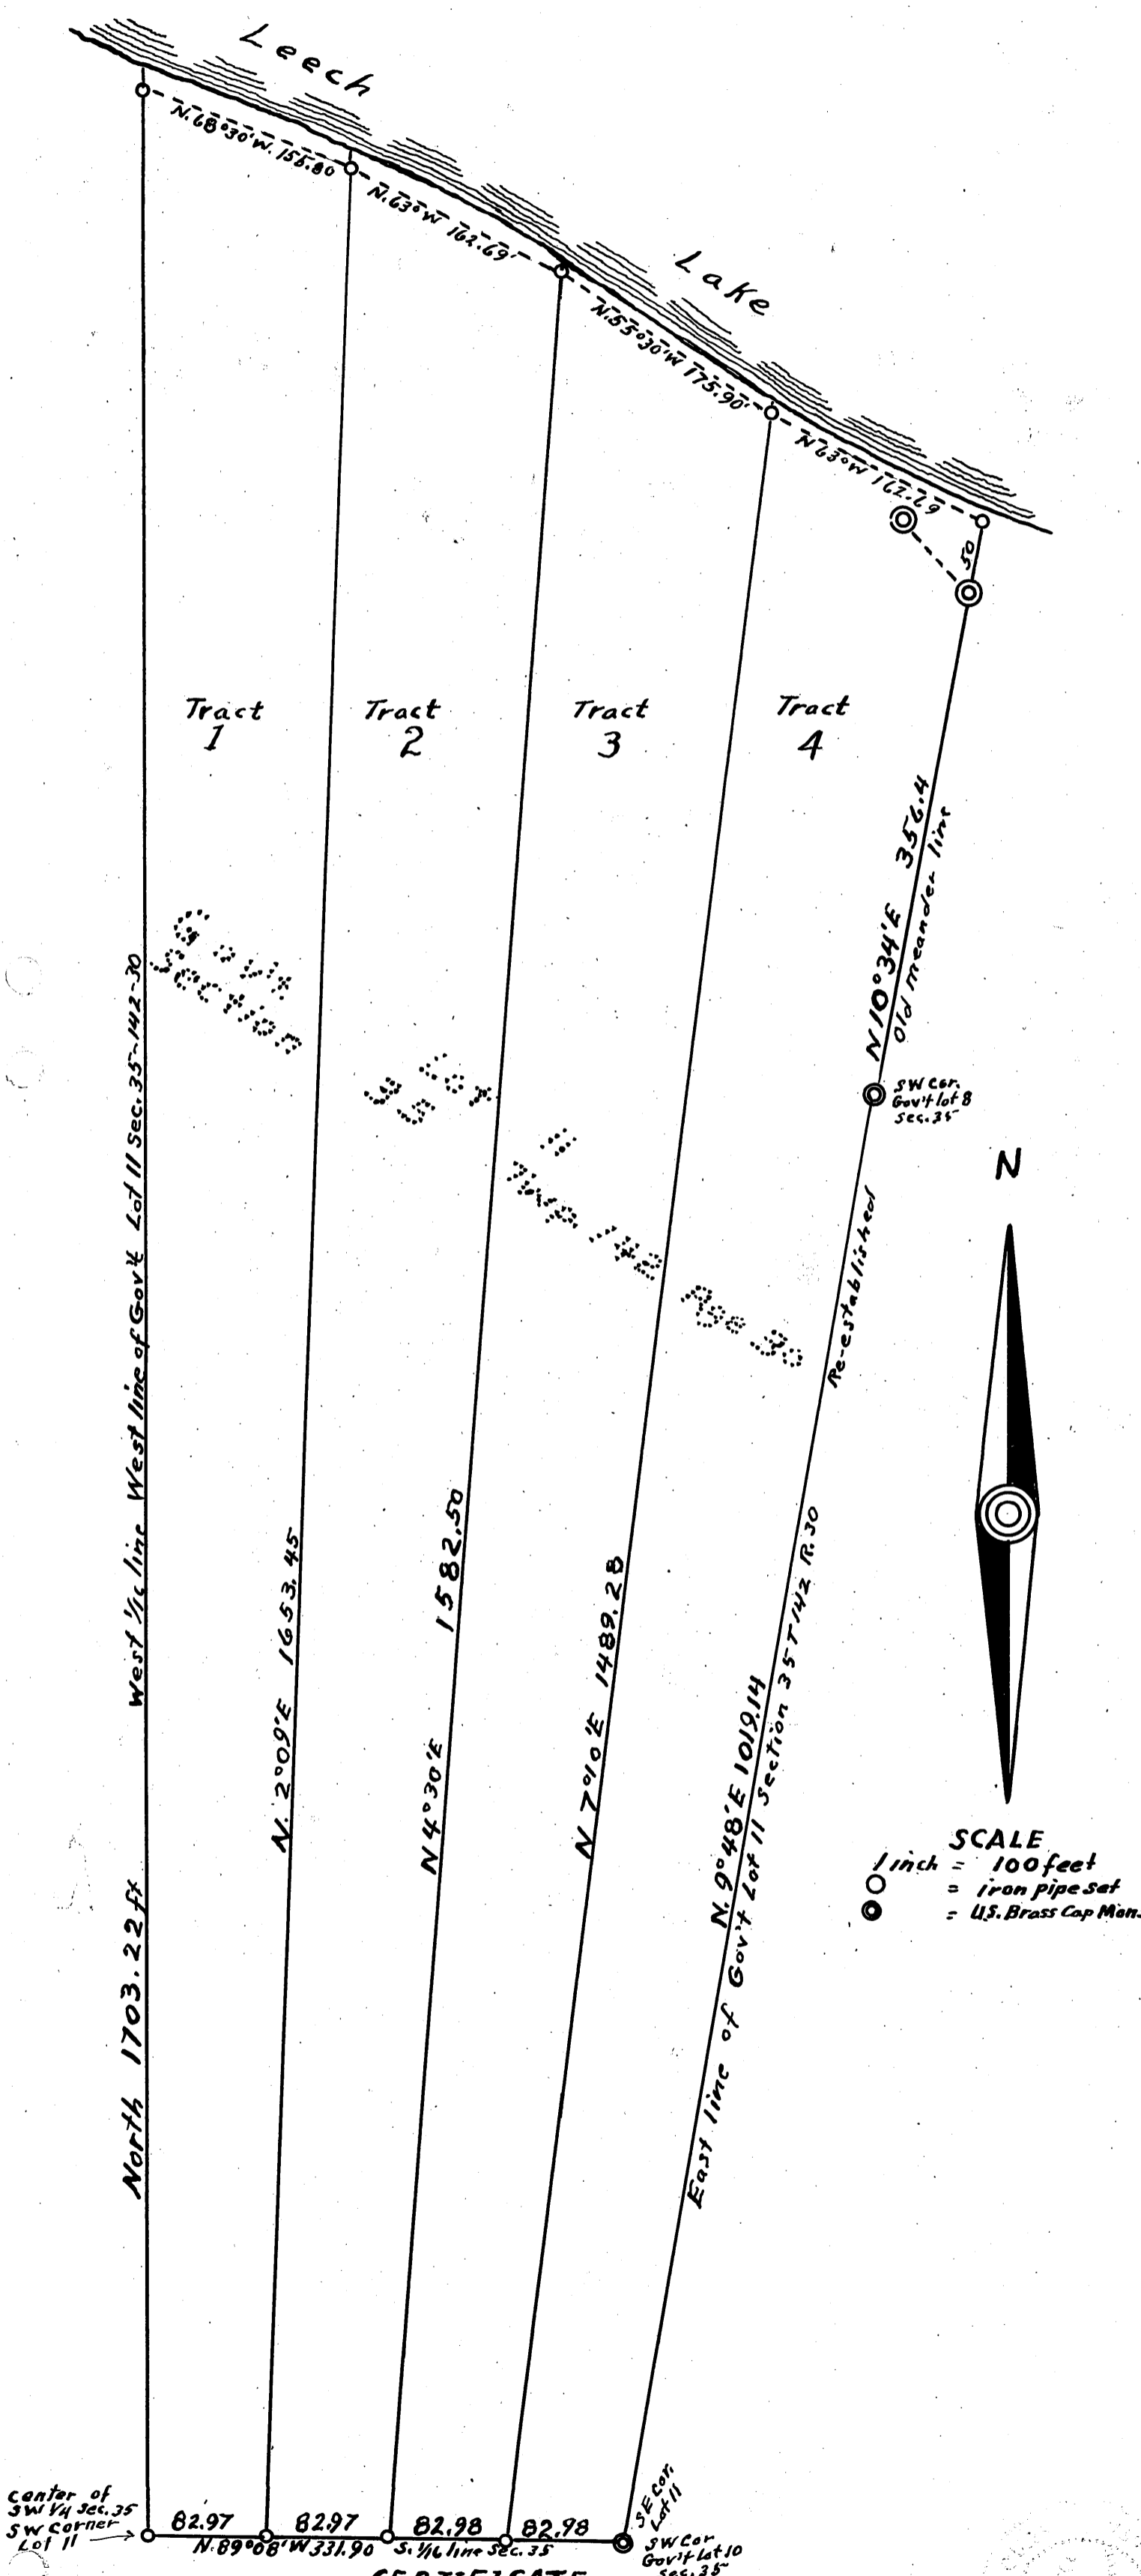 Leech
Lake
N. 68°30' W. 156.80
N. 63° W 162.69'
N. 55°30' W 175.90'
N 63° W 162.69
50
Tract
1
Tract
2
Tract
3
Tract
4
N 10°34' E 356.4
Old meander line
Gov't
Section
35
Lot
11
Twp. 142
Rge 30
SW Cor.
Gov't lot 8
Sec. 35
N
West 1/16 line West line of Gov't Lot 11 Sec. 35-142-30
North 1703.22 ft
N. 2°09' E 1653.45
N 4°30' E 1582.50
N 7°10' E 1489.28
N. 9°48' E 1019.14
East line of Gov't Lot 11 Section 35 T 142 R. 30
Re-established
SCALE
1 inch = 100 feet
= iron pipe set
= U.S. Brass Cap Mon.
center of
SW 1/4 Sec. 35
SW Corner
Lot 11
82.97
82.97
82.98
82.98
N. 89°08' W 331.90 S. 1/16 line Sec. 35
SE Cor.
Lot 11
SW Cor
Gov't Lot 10
Sec. 35
CERTIFICATE